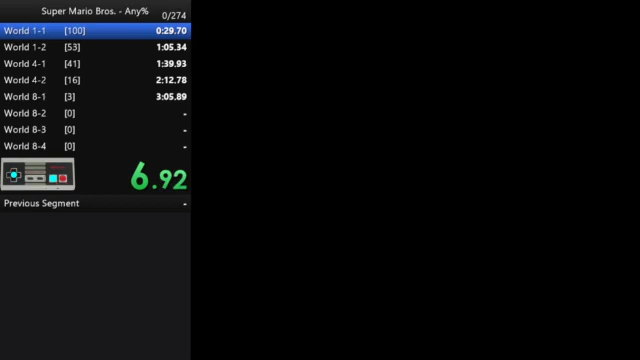 Super Mario Bros. - Any%
0/274
World 1-1 [100] 0:29.70
World 1-2 [53] 1:05.34
World 4-1 [41] 1:39.93
World 4-2 [16] 2:12.78
World 8-1 [3] 3:05.89
World 8-2 [0] -
World 8-3 [0] -
World 8-4 [0] -
6.92
Previous Segment -